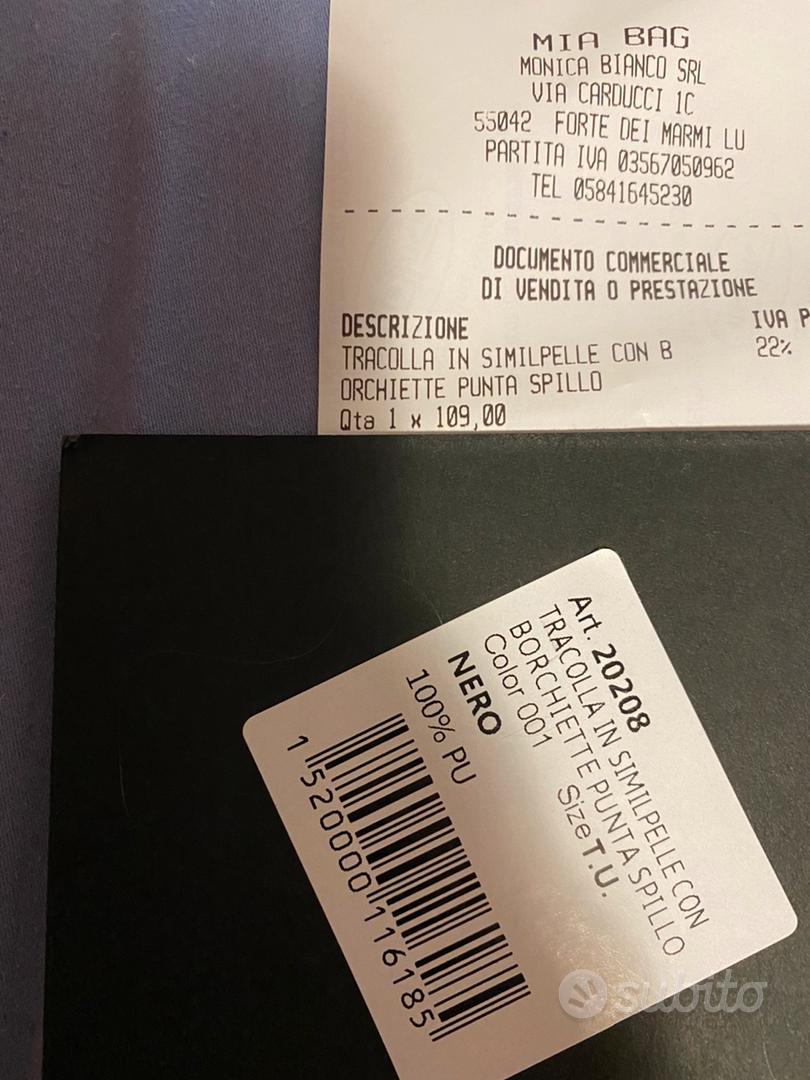 MIA BAG
MONICA BIANCO SRL
VIA CARDUCCI 1C
55042 FORTE DEI MARMI LU
PARTITA IVA 03567050962
TEL 05841645230
DOCUMENTO COMMERCIALE
DI VENDITA O PRESTAZIONE
DESCRIZIONE IVA P
TRACOLLA IN SIMILPELLE CON B 22%
ORCHIETTE PUNTA SPILLO
Qta 1 x 109,00
Art. 20208
TRACOLLA IN SIMILPELLE CON
BORCHIETTE PUNTA SPILLO
Color 001 Size T.U.
NERO
100% PU
1 520000 116185
subito